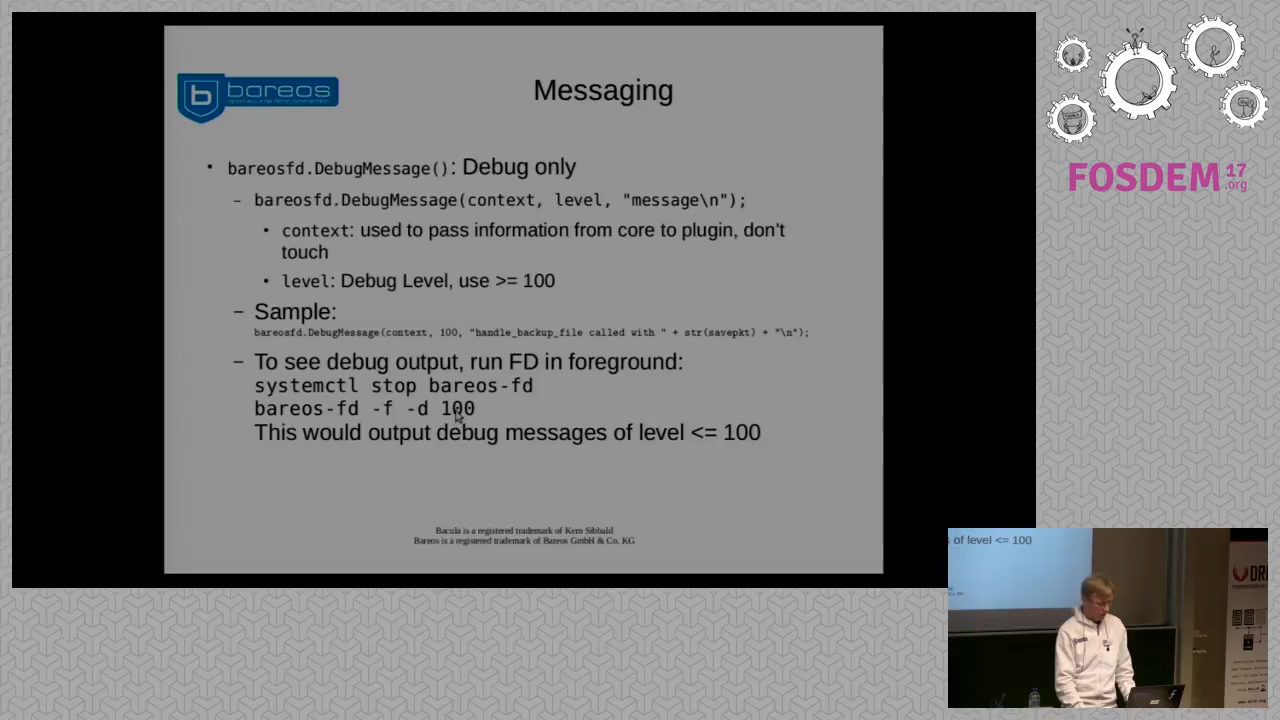 bareos
Messaging
• bareosfd.DebugMessage(): Debug only
– bareosfd.DebugMessage(context, level, "message\n");
• context: used to pass information from core to plugin, don't
touch
• level: Debug Level, use >= 100
– Sample:
bareosfd.DebugMessage(context, 100, "handle_backup_file called with " + str(savepkt) + "\n");
– To see debug output, run FD in foreground:
systemctl stop bareos-fd
bareos-fd -f -d 100
This would output debug messages of level <= 100
Bacula is a registered trademark of Kern Sibbald
Bareos is a registered trademark of Bareos GmbH & Co. KG
FOSDEM 17
.org
of level <= 100